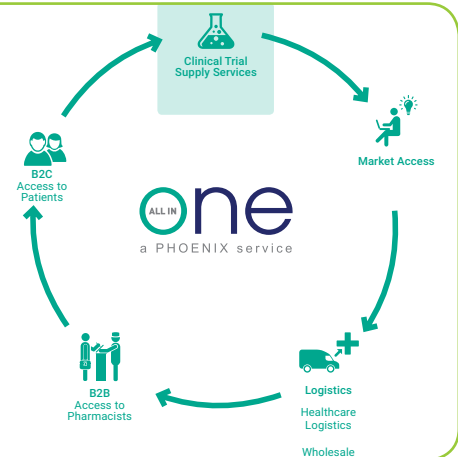 Clinical Trial
Supply Services
Market Access
Logistics
Healthcare
Logistics
Wholesale
B2B
Access to
Pharmacists
B2C
Access to
Patients
ALL IN
one
a PHOENIX service